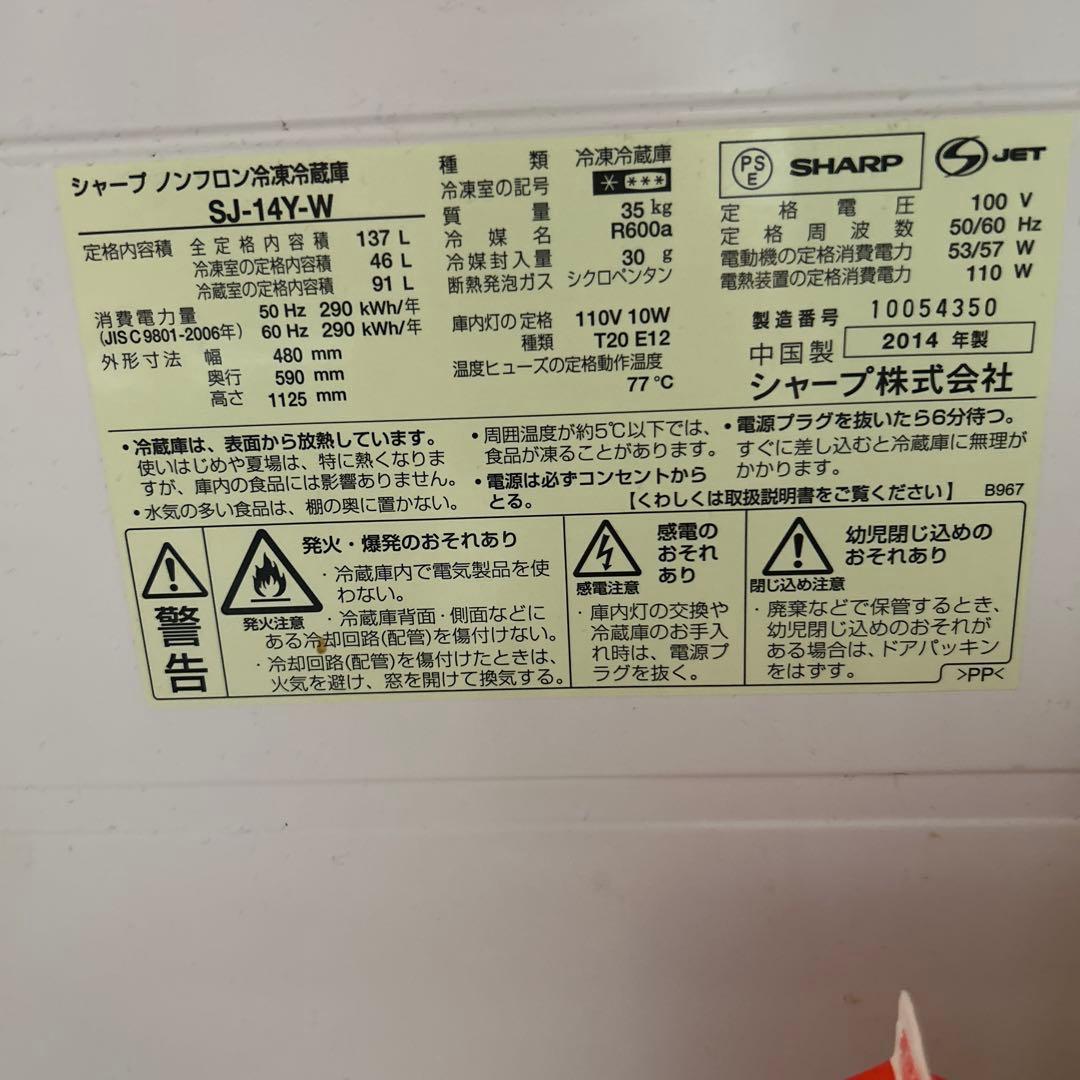 シャープ ノンフロン冷凍冷蔵庫
SJ-14Y-W
定格内容積 全定格内容積 137 L
冷凍室の定格内容積 46 L
冷蔵室の定格内容積 91 L
消費電力量 50 Hz 290 kWh/年
(JIS C 9801-2006年) 60 Hz 290 kWh/年
外形寸法 幅 480 mm
奥行 590 mm
高さ 1125 mm
種類 冷凍冷蔵庫
冷凍室の記号 * ***
質量 35 kg
冷媒名 R600a
冷媒封入量 30 g
断熱発泡ガス シクロペンタン
庫内灯の定格 110V 10W
種類 T20 E12
温度ヒューズの定格動作温度
77 ℃
PSE SHARP
S JET
定格電圧 100 V
定格周波数 50/60 Hz
電動機の定格消費電力 53/57 W
電熱装置の定格消費電力 110 W
製造番号 10054350
中国製 2014 年製
シャープ株式会社
・冷蔵庫は、表面から放熱しています。
使いはじめや夏場は、特に熱くなりま
すが、庫内の食品には影響ありません。
・水気の多い食品は、棚の奥に置かない。
・周囲温度が約5℃以下では、
食品が凍ることがあります。
・電源は必ずコンセントから
とる。
・電源プラグを抜いたら6分待つ。
すぐに差し込むと冷蔵庫に無理が
かかります。
【くわしくは取扱説明書をご覧ください】 B967
警告
発火注意
発火・爆発のおそれあり
・冷蔵庫内で電気製品を使
わない。
・冷蔵庫背面・側面などに
ある冷却回路(配管)を傷付けない。
・冷却回路(配管)を傷付けたときは、
火気を避け、窓を開けて換気する。
感電注意
感電の
おそれ
あり
・庫内灯の交換や
冷蔵庫のお手入
れ時は、電源プ
ラグを抜く。
閉じ込め注意
幼児閉じ込めの
おそれあり
・廃棄などで保管するとき、
幼児閉じ込めのおそれが
ある場合は、ドアパッキン
をはずす。
>PP<